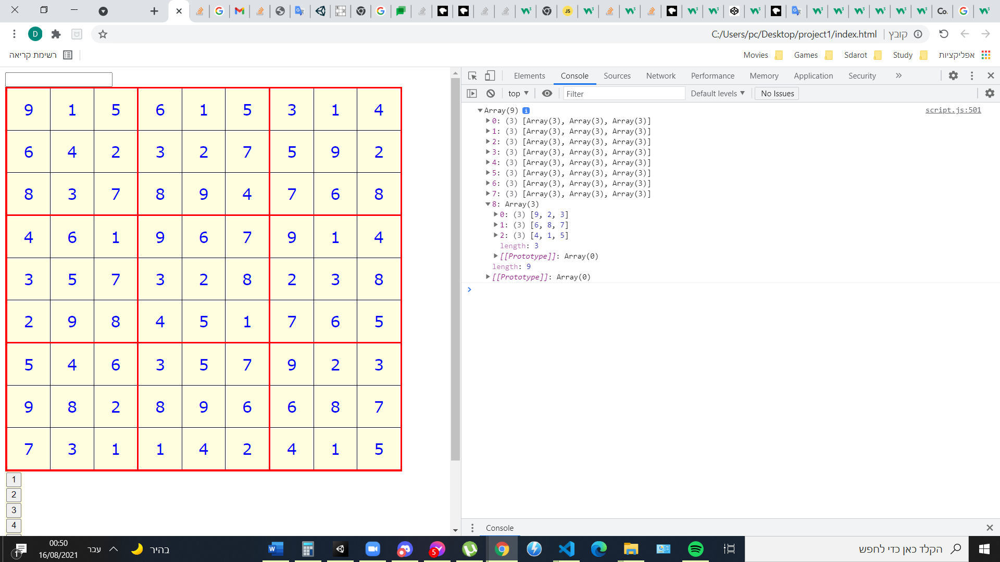 JS
Co.
D
C:/Users/pc/Desktop/project1/index.html | קובץ
רשימת קריאה
Movies
Games
Sdarot
Study
אפליקציות
9 1 5 6 1 5 3 1 4
6 4 2 3 2 7 5 9 2
8 3 7 8 9 4 7 6 8
4 6 1 9 6 7 9 1 4
3 5 7 3 2 8 2 3 8
2 9 8 4 5 1 7 6 5
5 4 6 3 5 7 9 2 3
9 8 2 8 9 6 6 8 7
7 3 1 1 4 2 4 1 5
1
2
3
4
Elements Console Sources Network Performance Memory Application Security »
top ▼ Filter Default levels ▼ No Issues
▼Array(9) i script.js:501
▶0: (3) [Array(3), Array(3), Array(3)]
▶1: (3) [Array(3), Array(3), Array(3)]
▶2: (3) [Array(3), Array(3), Array(3)]
▶3: (3) [Array(3), Array(3), Array(3)]
▶4: (3) [Array(3), Array(3), Array(3)]
▶5: (3) [Array(3), Array(3), Array(3)]
▶6: (3) [Array(3), Array(3), Array(3)]
▶7: (3) [Array(3), Array(3), Array(3)]
▼8: Array(3)
▶0: (3) [9, 2, 3]
▶1: (3) [6, 8, 7]
▶2: (3) [4, 1, 5]
length: 3
▶[[Prototype]]: Array(0)
length: 9
▶[[Prototype]]: Array(0)
Console
1
00:50
16/08/2021
עבר
בהיר
5
הקלד כאן כדי לחפש